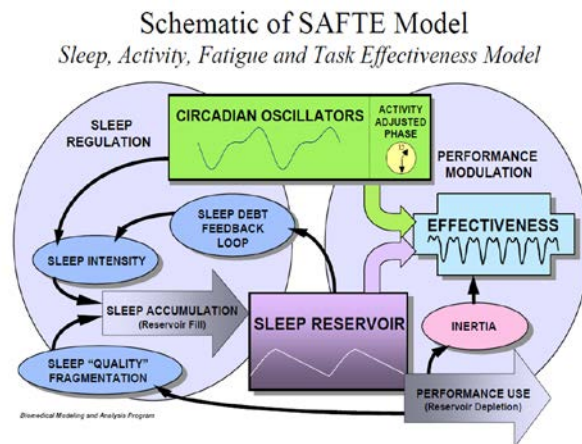 Schematic of SAFTE Model
Sleep, Activity, Fatigue and Task Effectiveness Model
SLEEP
REGULATION
CIRCADIAN OSCILLATORS
ACTIVITY
ADJUSTED
PHASE
PERFORMANCE
MODULATION
SLEEP DEBT
FEEDBACK
LOOP
EFFECTIVENESS
SLEEP INTENSITY
SLEEP ACCUMULATION
(Reservoir Fill)
SLEEP RESERVOIR
INERTIA
SLEEP “QUALITY”
FRAGMENTATION
PERFORMANCE USE
(Reservoir Depletion)
Biomedical Modeling and Analysis Program